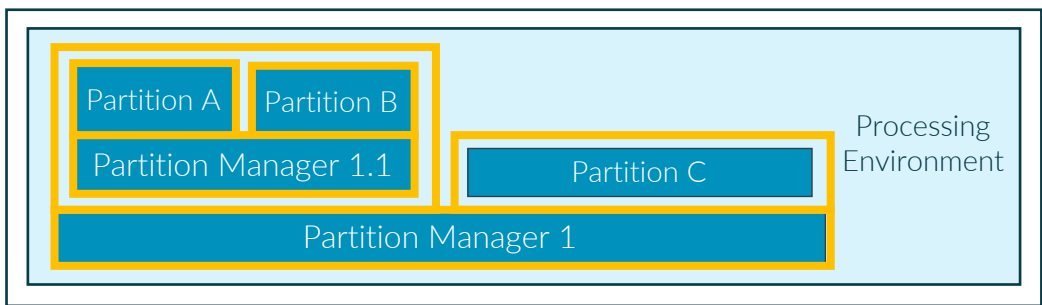 Partition A
Partition B
Partition Manager 1.1
Partition C
Partition Manager 1
Processing
Environment